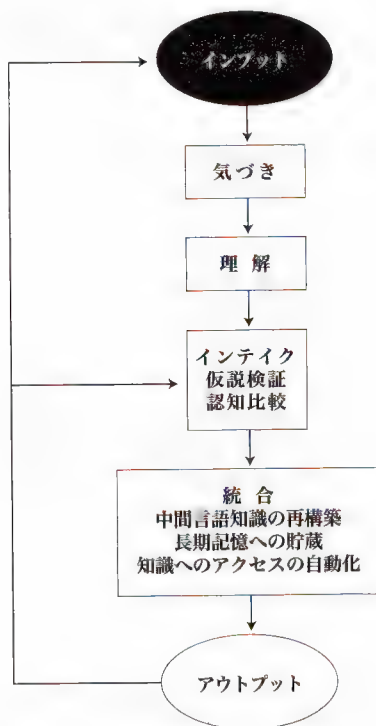 インプット
気づき
理解
インテイク
仮説検証
認知比較
統合
中間言語知識の再構築
長期記憶への貯蔵
知識へのアクセスの自動化
アウトプット